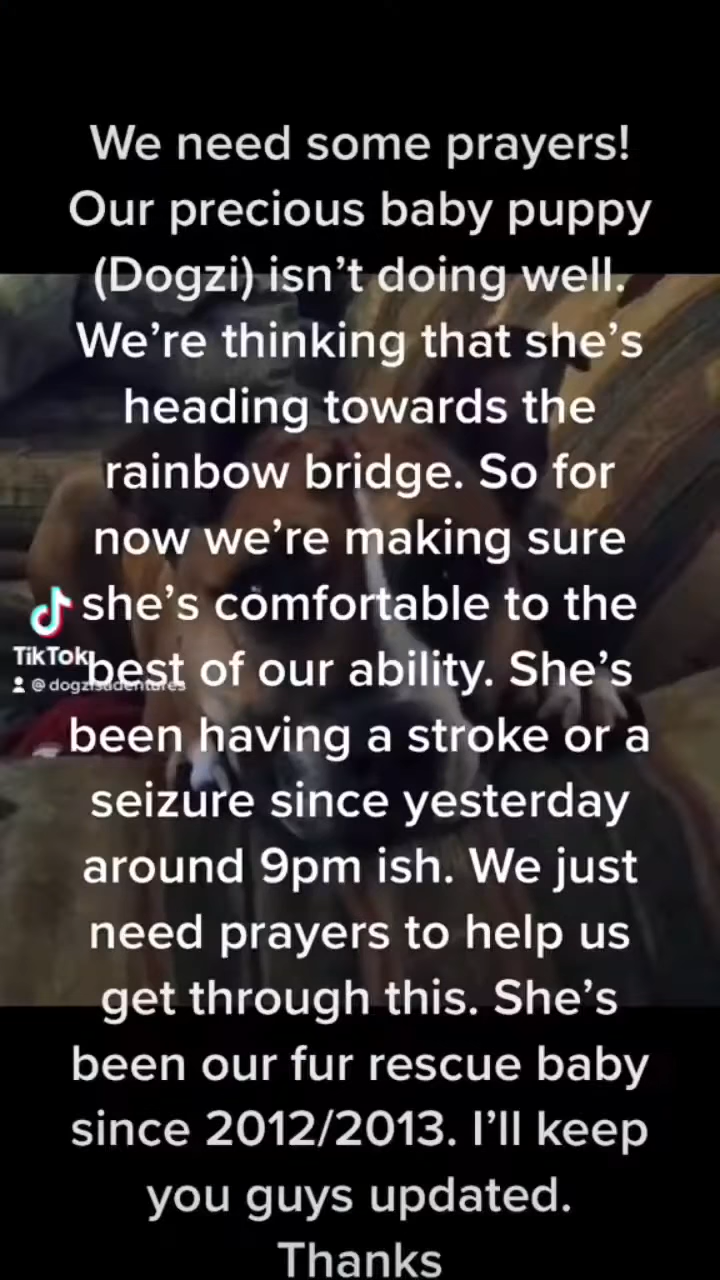 We need some prayers!
Our precious baby puppy
(Dogzi) isn’t doing well.
We’re thinking that she’s
heading towards the
rainbow bridge. So for
now we’re making sure
she’s comfortable to the
best of our ability. She’s
been having a stroke or a
seizure since yesterday
around 9pm ish. We just
need prayers to help us
get through this. She’s
been our fur rescue baby
since 2012/2013. I’ll keep
you guys updated.
Thanks
TikTok